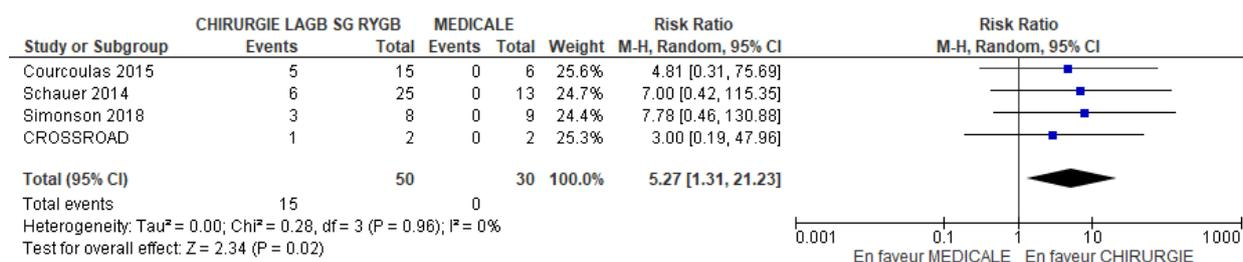 CHIRURGIE LAGB SG RYGB MEDICALE Risk Ratio Risk Ratio
Study or Subgroup Events Total Events Total Weight M-H, Random, 95% CI M-H, Random, 95% CI
Courcoulas 2015 5 15 0 6 25.6% 4.81 [0.31, 75.69]
Schauer 2014 6 25 0 13 24.7% 7.00 [0.42, 115.35]
Simonson 2018 3 8 0 9 24.4% 7.78 [0.46, 130.88]
CROSSROAD 1 2 0 2 25.3% 3.00 [0.19, 47.96]
Total (95% CI) 50 30 100.0% 5.27 [1.31, 21.23]
Total events 15 0
Heterogeneity: Tau² = 0.00; Chi² = 0.28, df = 3 (P = 0.96); I² = 0%
Test for overall effect: Z = 2.34 (P = 0.02)
0.001 0.1 1 10 1000
En faveur MEDICALE En faveur CHIRURGIE